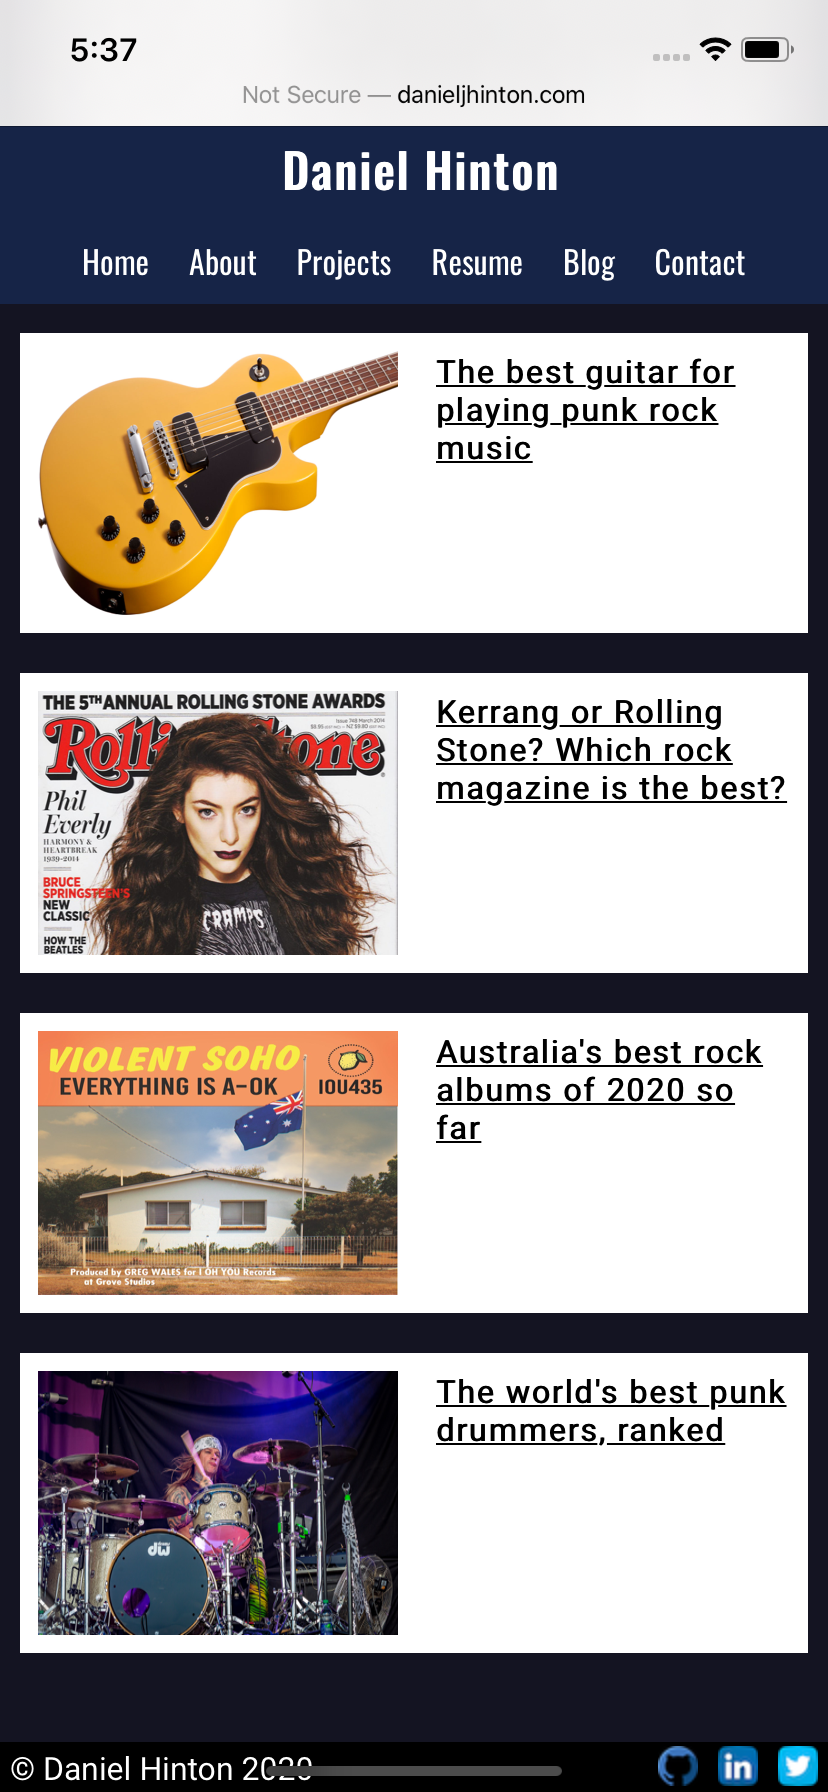 5:37
Not Secure — danieljhinton.com
Daniel Hinton
Home About Projects Resume Blog Contact
The best guitar for
playing punk rock
music
THE 5TH ANNUAL ROLLING STONE AWARDS
Issue 748 March 2014
Rolling Stone
Phil
Everly
HARMONY &
HEARTBREAK
1939-2014
BRUCE
SPRINGSTEEN'S
NEW
CLASSIC
HOW THE
BEATLES
CRAMPS
Kerrang or Rolling
Stone? Which rock
magazine is the best?
VIOLENT SOHO
EVERYTHING IS A-OK
IOU435
Produced by GREG WALES for I OH YOU Records
at Grove Studios
Australia's best rock
albums of 2020 so
far
dw
The world's best punk
drummers, ranked
© Daniel Hinton 2020
in